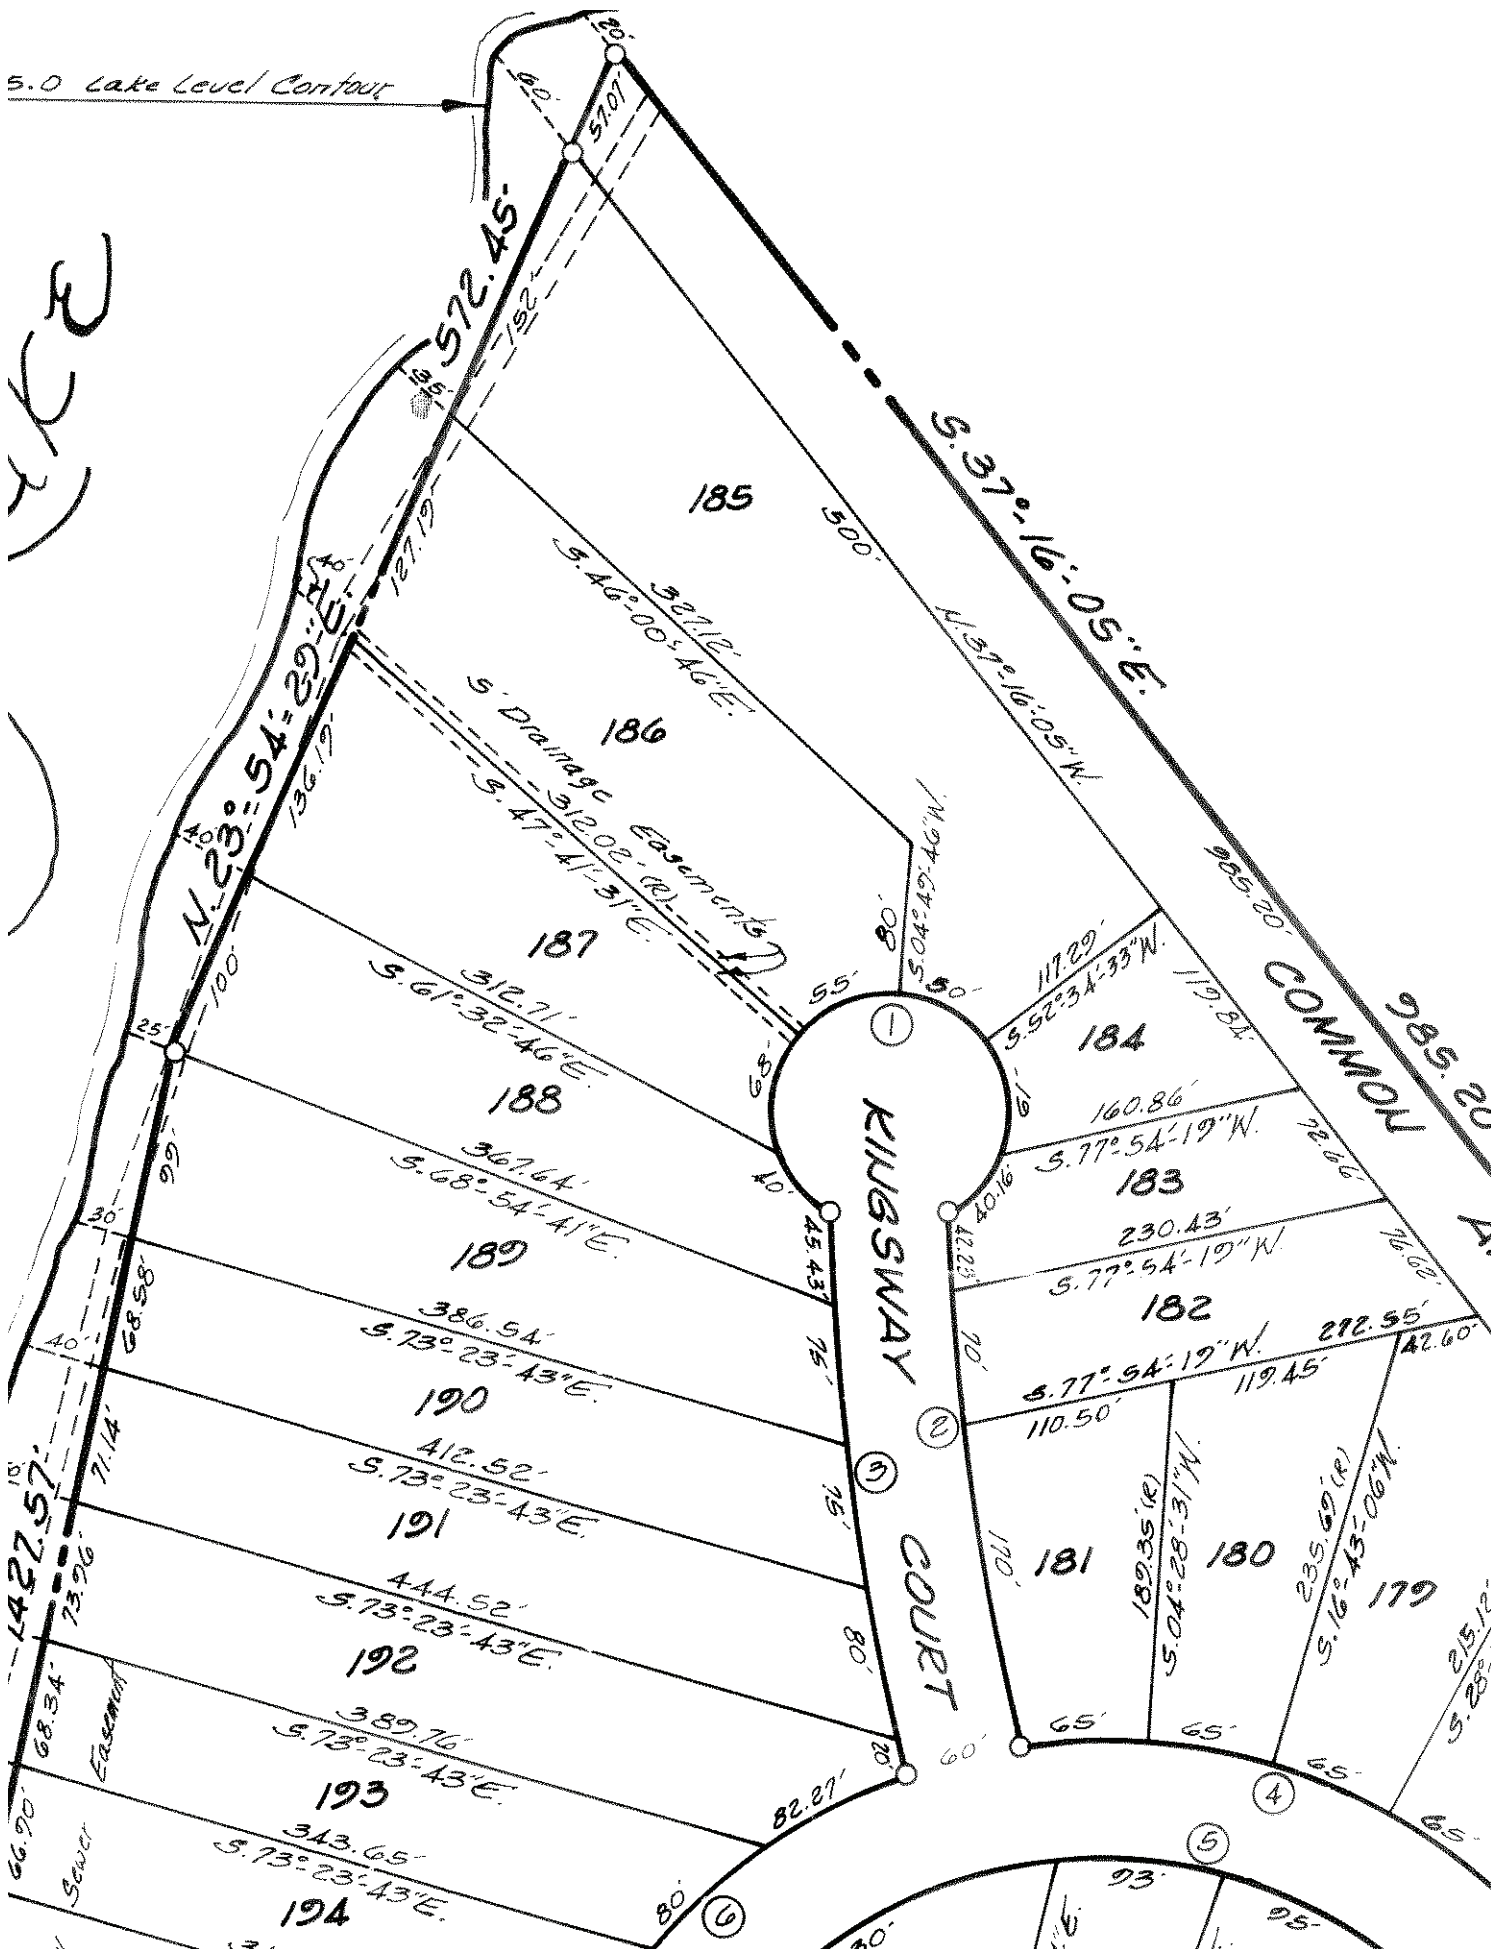 20'
5.0 Lake Level Contour
60'
57.07'
572.45'
152'
185
500'
S.37°-16'-05"E.
127.19'
40'
327.12'
S.46°-00'-46"E.
N.37°-16'-05"W.
N.23°-54'-29"E.
136.19'
5' Drainage Easements
186
312.02' (R)
S.47°-41'-31"E.
985.20'
40'
80'
S.04°-49'-46"W.
187
312.71'
S.61°-32'-46"E.
100'
55'
50'
1
117.29'
S.52°-34'-33"W.
119.84'
COMMON
985.20
25'
68'
184
188
19'
160.86'
S.77°-54'-19"W.
99'
367.64'
S.68°-54'-41"E.
40'
KINGSWAY
40.16'
183
30'
189
45.43'
42.23'
230.43'
S.77°-54'-19"W.
68.58'
386.54'
S.73°-23'-43"E.
75'
70'
182
272.55'
42.60'
40'
S.77°-54'-19"W.
119.45'
190
110.50'
2
71.14'
412.52'
S.73°-23'-43"E.
3
1427.57'
191
75'
COURT
170'
181
189.35'(R)
S.04°-28'-31"W.
180
235.69'(R)
S.16°-43'-06"W.
179
73.96'
444.52'
S.73°-23'-43"E.
80'
192
215.12'
S.28°
68.34'
Easement
389.76'
S.73°-23'-43"E.
20'
60'
65'
65'
65'
65'
193
82.27'
4
66.90'
Sewer
343.65'
S.73°-23'-43"E.
5
194
80'
6
93'
95'